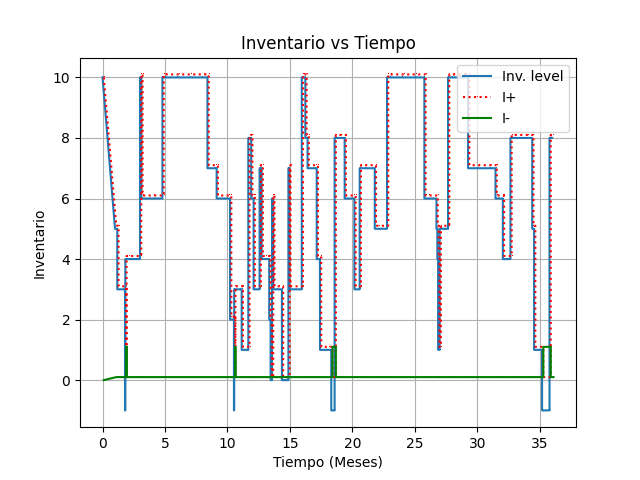 Inventario vs Tiempo
Inv. level
I+
I-
10
8
6
4
2
0
Inventario
0 5 10 15 20 25 30 35
Tiempo (Meses)